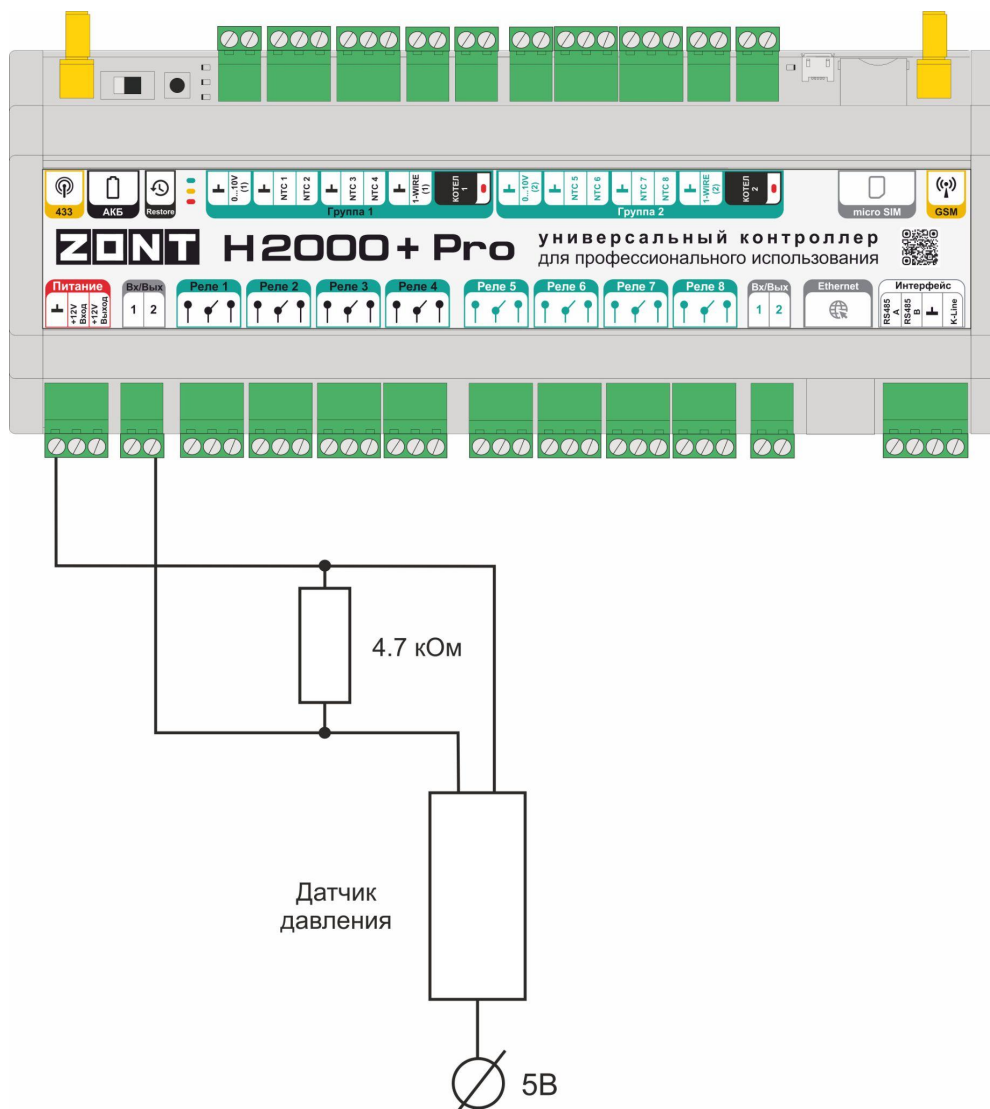 433
АКБ
Restore
0...10V (1)
NTC 1
NTC 2
NTC 3
NTC 4
1-WIRE (1)
КОТЕЛ 1
Группа 1
0...10V (2)
NTC 5
NTC 6
NTC 7
NTC 8
1-WIRE (2)
КОТЕЛ 2
Группа 2
micro SIM
GSM
ZONT H2000+ Pro
универсальный контроллер
для профессионального использования
Питание
+12V Вход
+12V Выход
Вх/Вых
1 2
Реле 1
Реле 2
Реле 3
Реле 4
Реле 5
Реле 6
Реле 7
Реле 8
Вх/Вых
1 2
Ethernet
Интерфейс
RS485 A
RS485 B
K-Line
4.7 кОм
Датчик
давления
5В